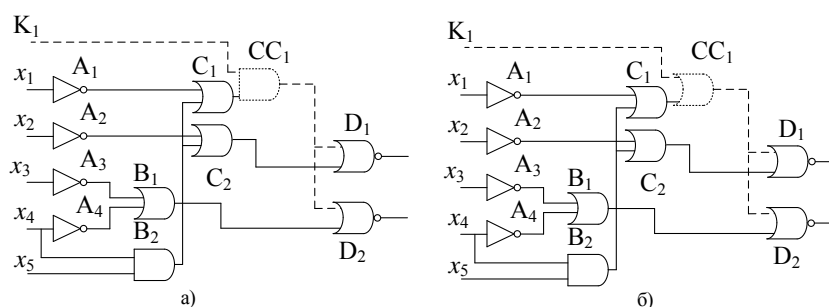 K1
CC1
A1
C1
x1
A2
x2
D1
A3
x3
B1
C2
A4
x4
B2
D2
x5
а)
K1
CC1
A1
C1
x1
A2
x2
D1
A3
x3
B1
C2
A4
x4
B2
D2
x5
б)